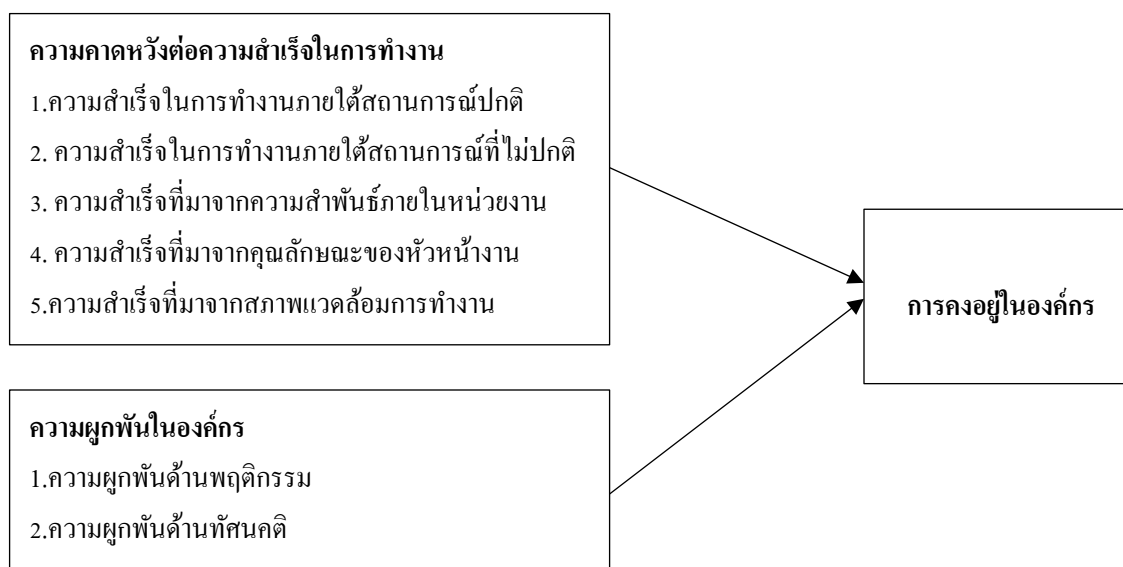 ความคาดหวังต่อความสำเร็จในการทำงาน
1.ความสำเร็จในการทำงานภายใต้สถานการณ์ปกติ
2. ความสำเร็จในการทำงานภายใต้สถานการณ์ที่ไม่ปกติ
3. ความสำเร็จที่มาจากความสำพันธ์ภายในหน่วยงาน
4. ความสำเร็จที่มาจากคุณลักษณะของหัวหน้างาน
5.ความสำเร็จที่มาจากสภาพแวดล้อมการทำงาน
การคงอยู่ในองค์กร
ความผูกพันในองค์กร
1.ความผูกพันด้านพฤติกรรม
2.ความผูกพันด้านทัศนคติ